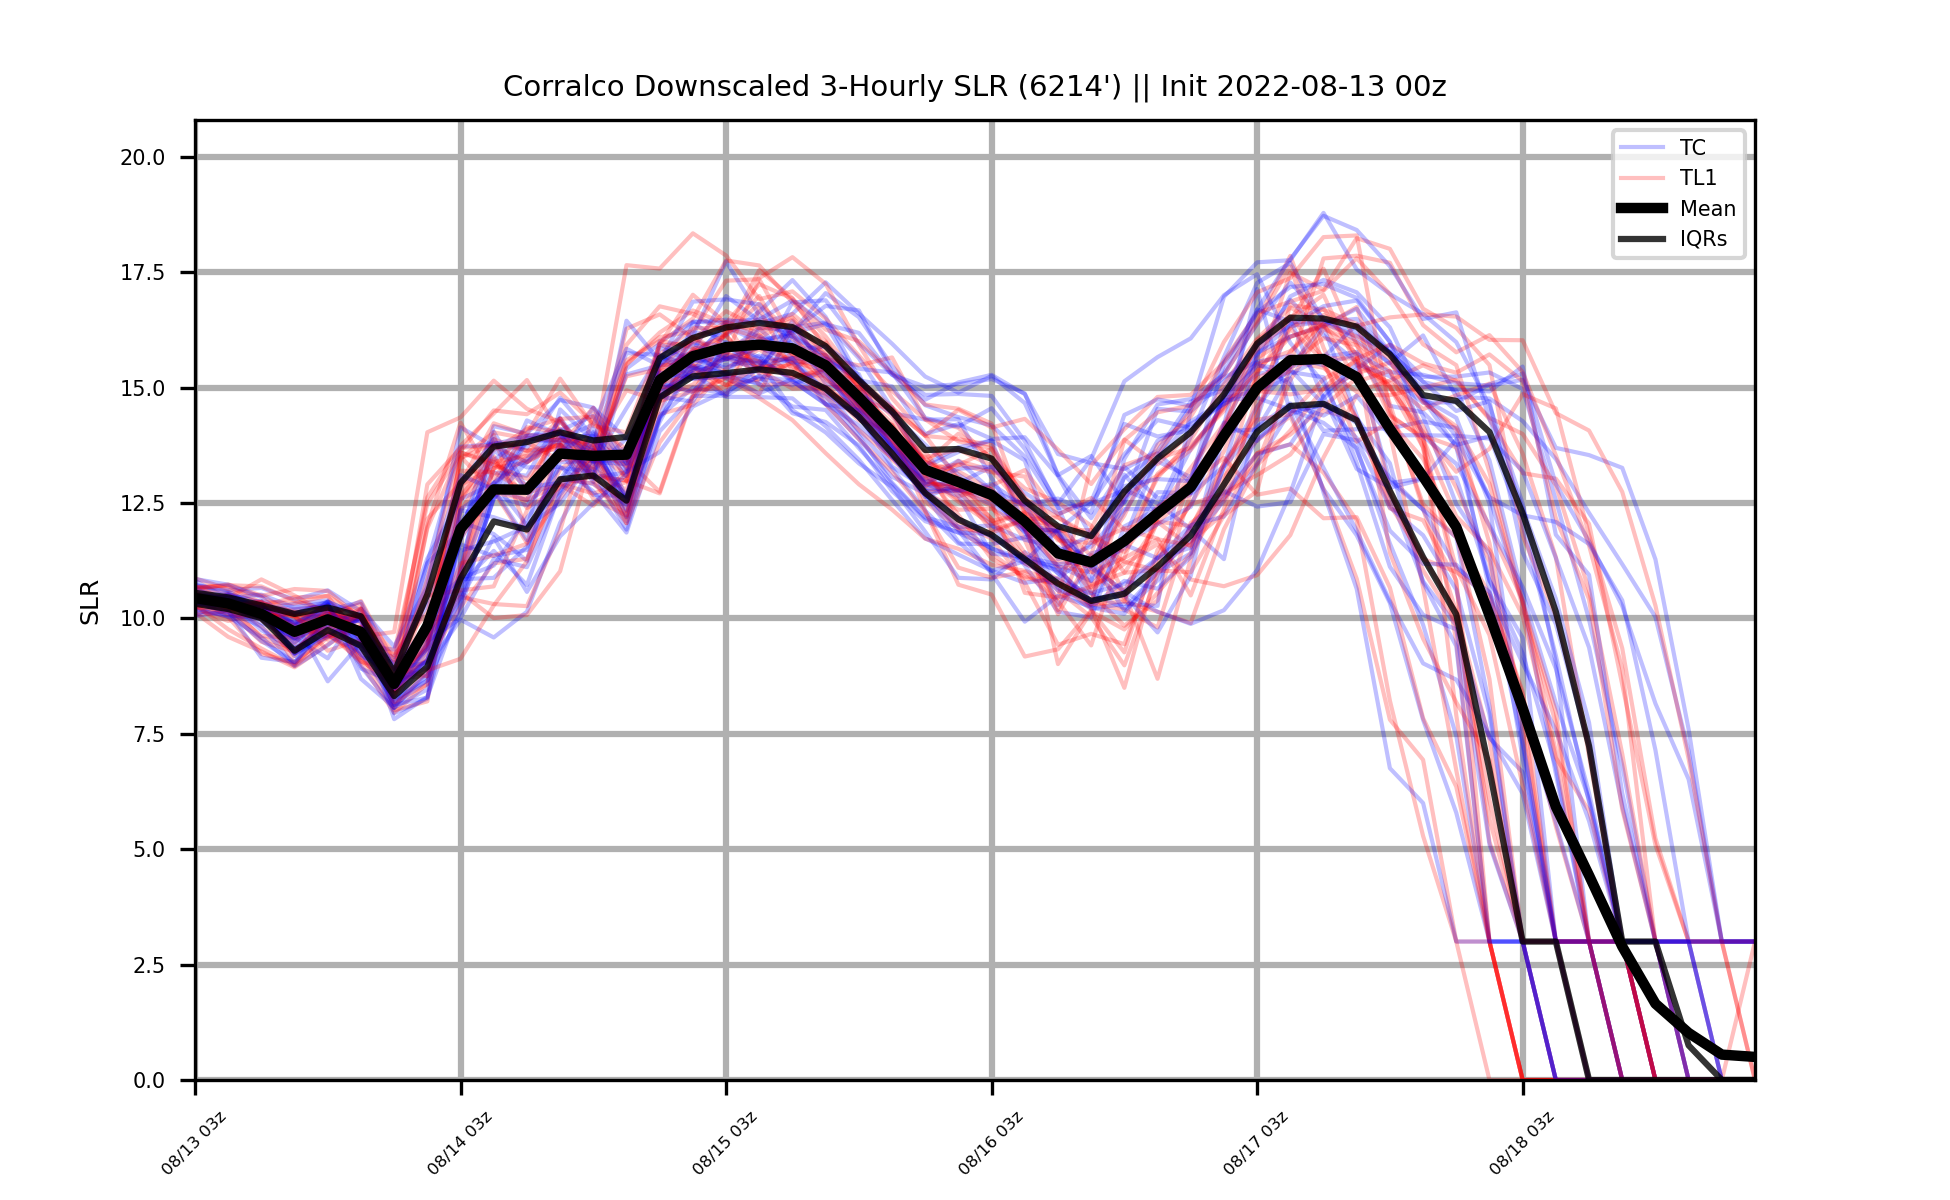 Corralco Downscaled 3-Hourly SLR (6214') || Init 2022-08-13 00z
TC
TL1
Mean
IQRs
SLR
20.0
17.5
15.0
12.5
10.0
7.5
5.0
2.5
0.0
08/13 03z
08/14 03z
08/15 03z
08/16 03z
08/17 03z
08/18 03z